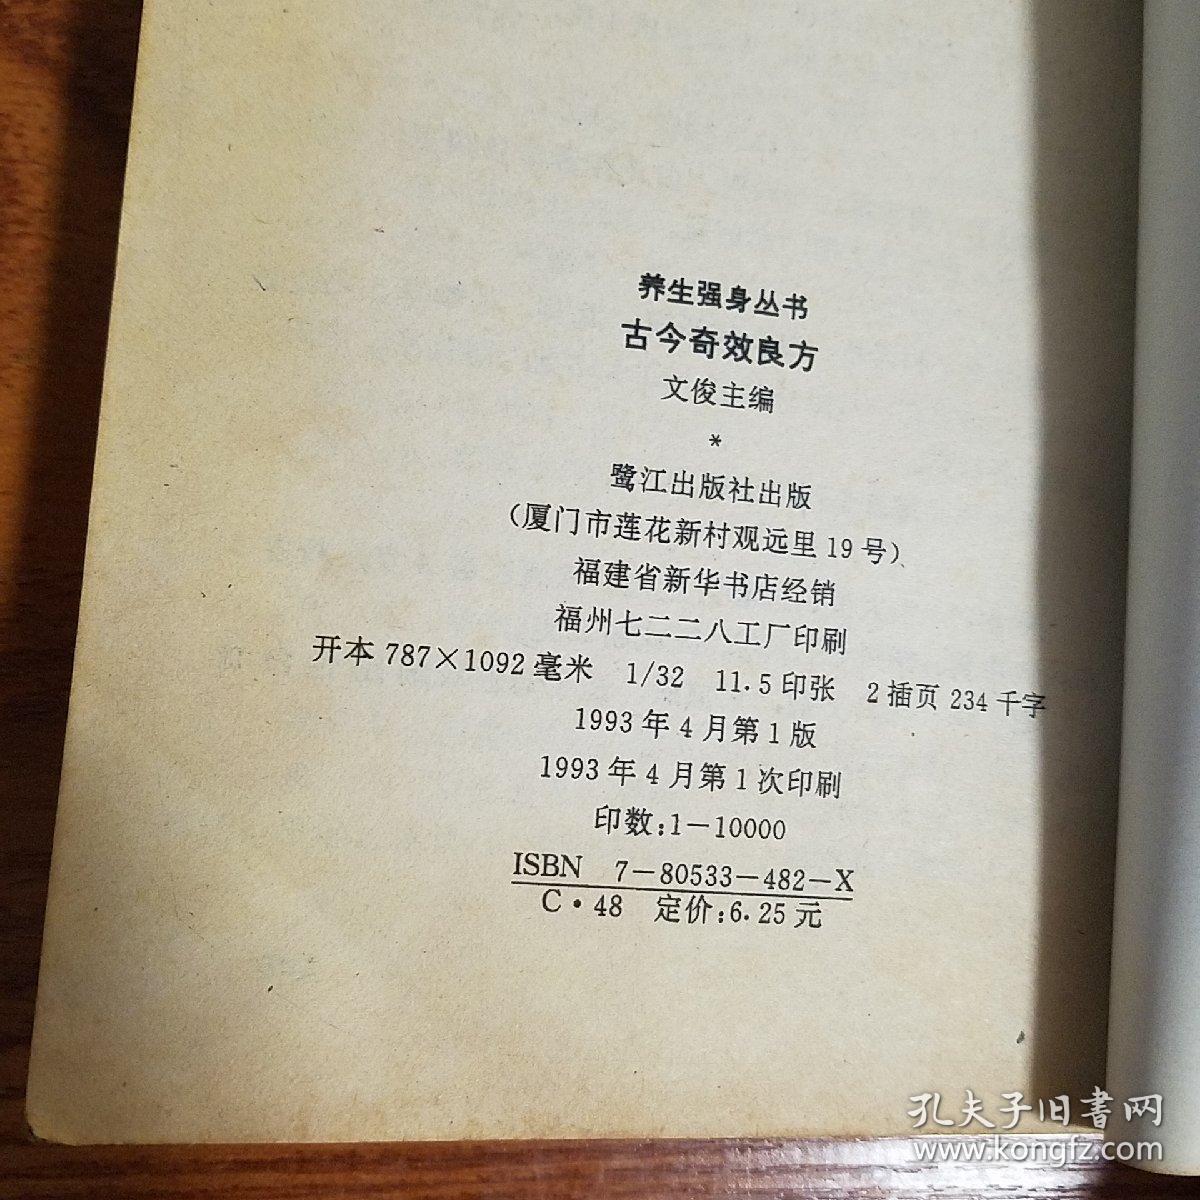 养生强身丛书
古今奇效良方
文俊主编
*
鹭江出版社出版
（厦门市莲花新村观远里19号）
福建省新华书店经销
福州七二二八工厂印刷
开本787×1092毫米 1/32 11.5印张 2插页234千字
1993年4月第1版
1993年4月第1次印刷
印数:1-10000
ISBN 7-80533-482-X
C·48 定价:6.25元
孔夫子旧書网
www.kongfz.com